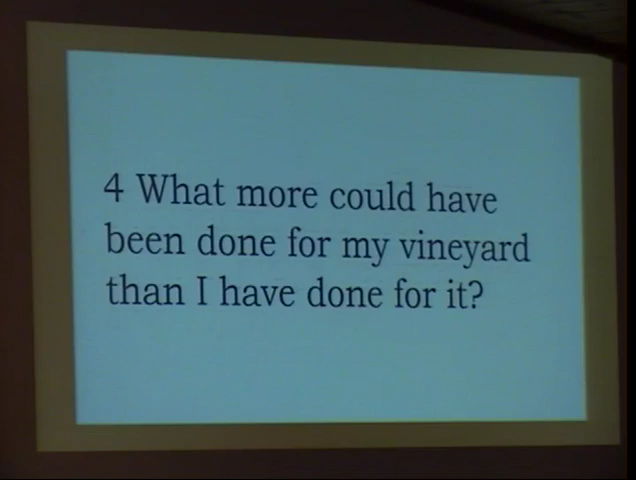 4 What more could have
been done for my vineyard
than I have done for it?